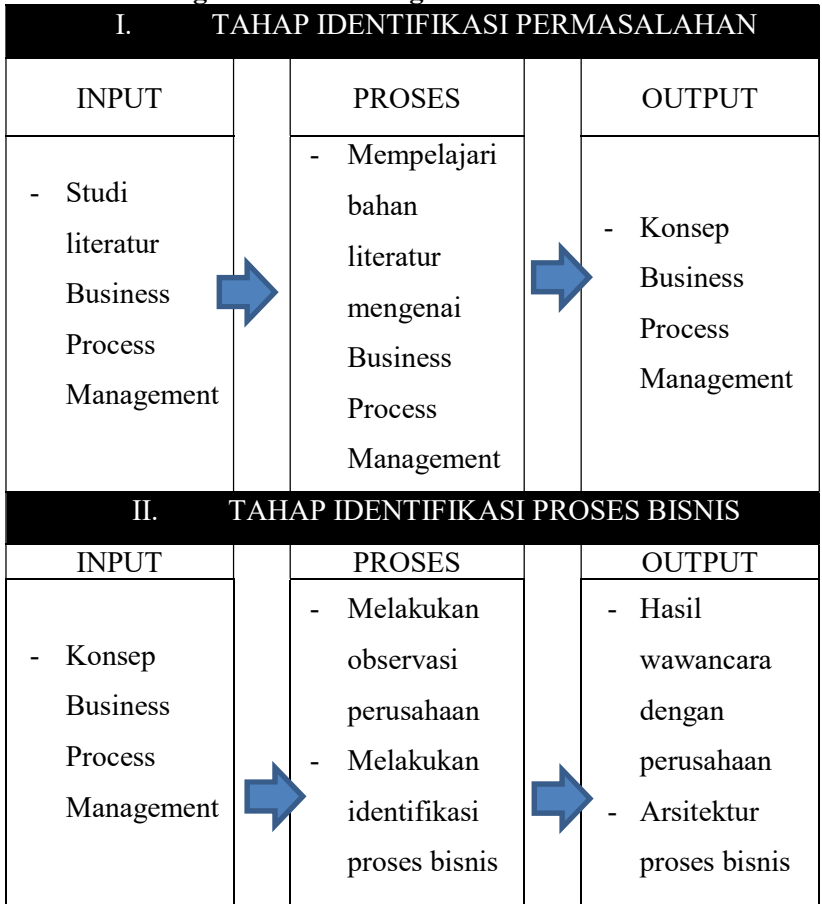 I. TAHAP IDENTIFIKASI PERMASALAHAN
INPUT
PROSES
OUTPUT
- Studi
literatur
Business
Process
Management
- Mempelajari
bahan
literatur
mengenai
Business
Process
Management
- Konsep
Business
Process
Management
II. TAHAP IDENTIFIKASI PROSES BISNIS
INPUT
PROSES
OUTPUT
- Konsep
Business
Process
Management
- Melakukan
observasi
perusahaan
- Melakukan
identifikasi
proses bisnis
- Hasil
wawancara
dengan
perusahaan
- Arsitektur
proses bisnis